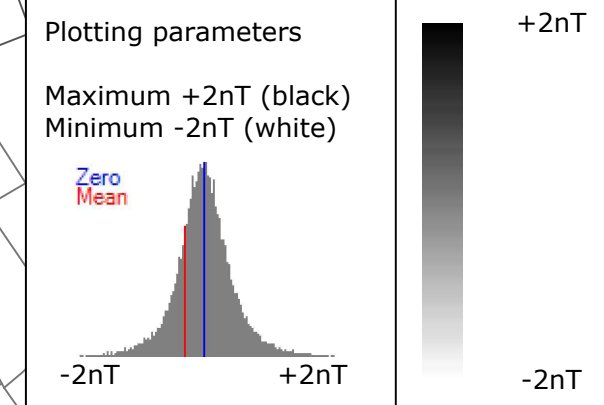 Plotting parameters
Maximum +2nT (black)
Minimum -2nT (white)
Zero
Mean
-2nT
+2nT
+2nT
-2nT